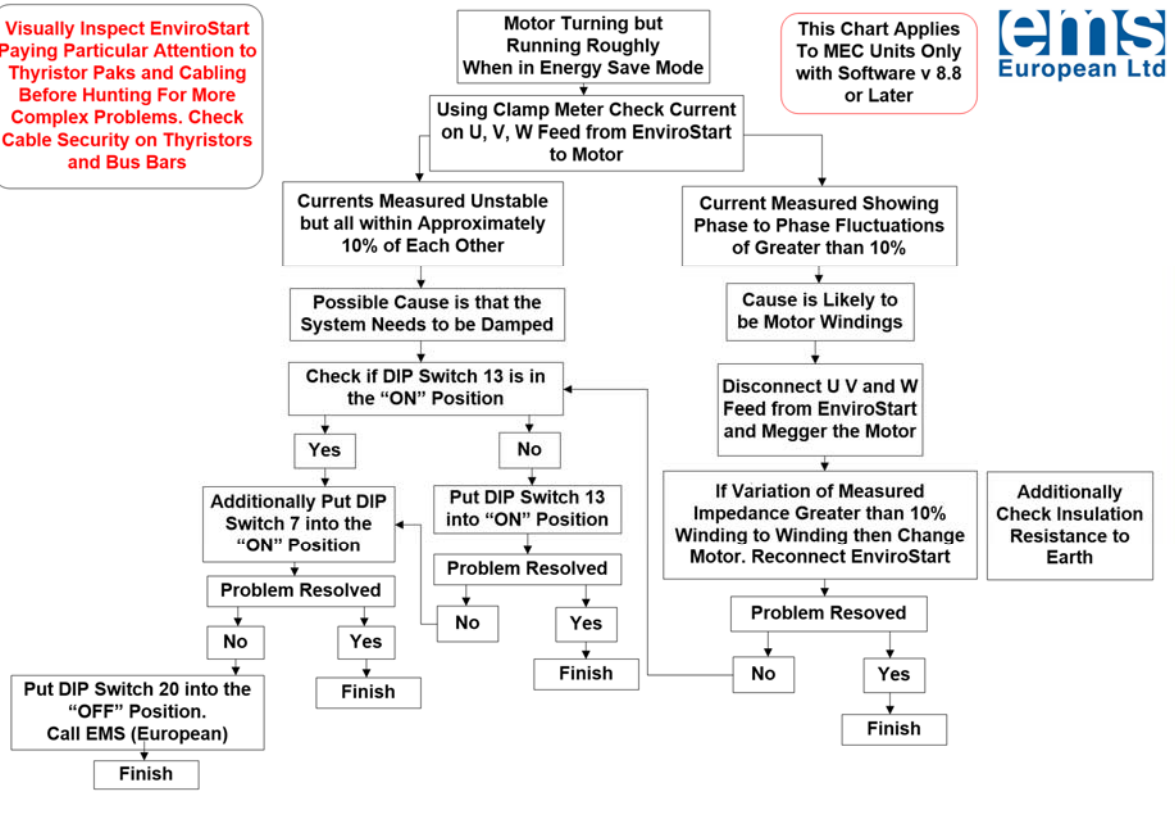 Visually Inspect EnviroStart
Paying Particular Attention to
Thyristor Paks and Cabling
Before Hunting For More
Complex Problems. Check
Cable Security on Thyristors
and Bus Bars
Motor Turning but
Running Roughly
When in Energy Save Mode
This Chart Applies
To MEC Units Only
with Software v 8.8
or Later
ems
European Ltd
Using Clamp Meter Check Current
on U, V, W Feed from EnviroStart
to Motor
Currents Measured Unstable
but all within Approximately
10% of Each Other
Current Measured Showing
Phase to Phase Fluctuations
of Greater than 10%
Possible Cause is that the
System Needs to be Damped
Cause is Likely to
be Motor Windings
Check if DIP Switch 13 is in
the “ON” Position
Disconnect U V and W
Feed from EnviroStart
and Megger the Motor
Yes
No
Additionally Put DIP
Switch 7 into the
“ON” Position
Put DIP Switch 13
into “ON” Position
If Variation of Measured
Impedance Greater than 10%
Winding to Winding then Change
Motor. Reconnect EnviroStart
Additionally
Check Insulation
Resistance to
Earth
Problem Resolved
Problem Resolved
Problem Resoved
No
Yes
No
Yes
No
Yes
Put DIP Switch 20 into the
“OFF” Position.
Call EMS (European)
Finish
Finish
Finish
Finish